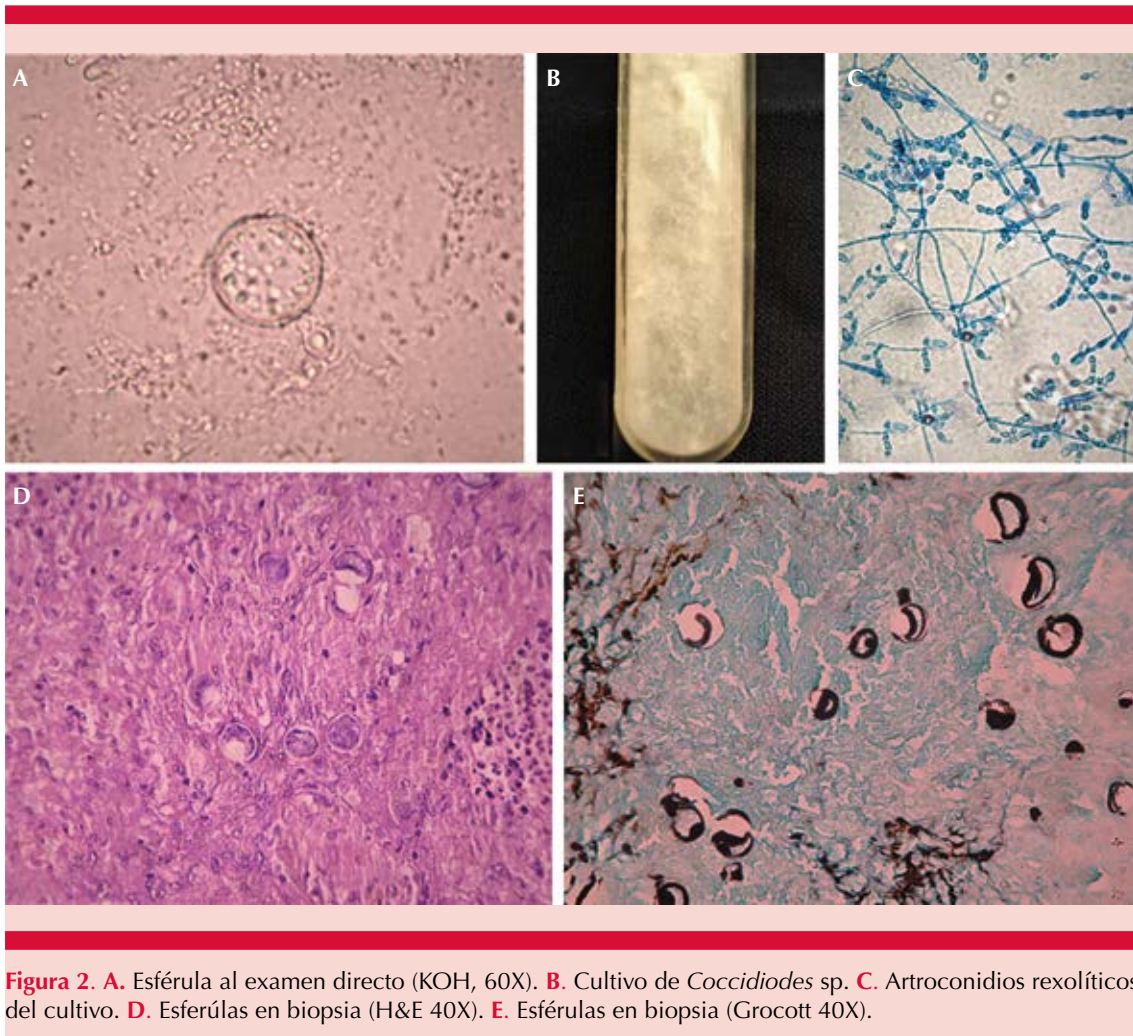 A
B
C
D
E
Figura 2. A. Esférula al examen directo (KOH, 60X). B. Cultivo de Coccidiodes sp. C. Artroconidios rexolíticos
del cultivo. D. Esferúlas en biopsia (H&E 40X). E. Esférulas en biopsia (Grocott 40X).